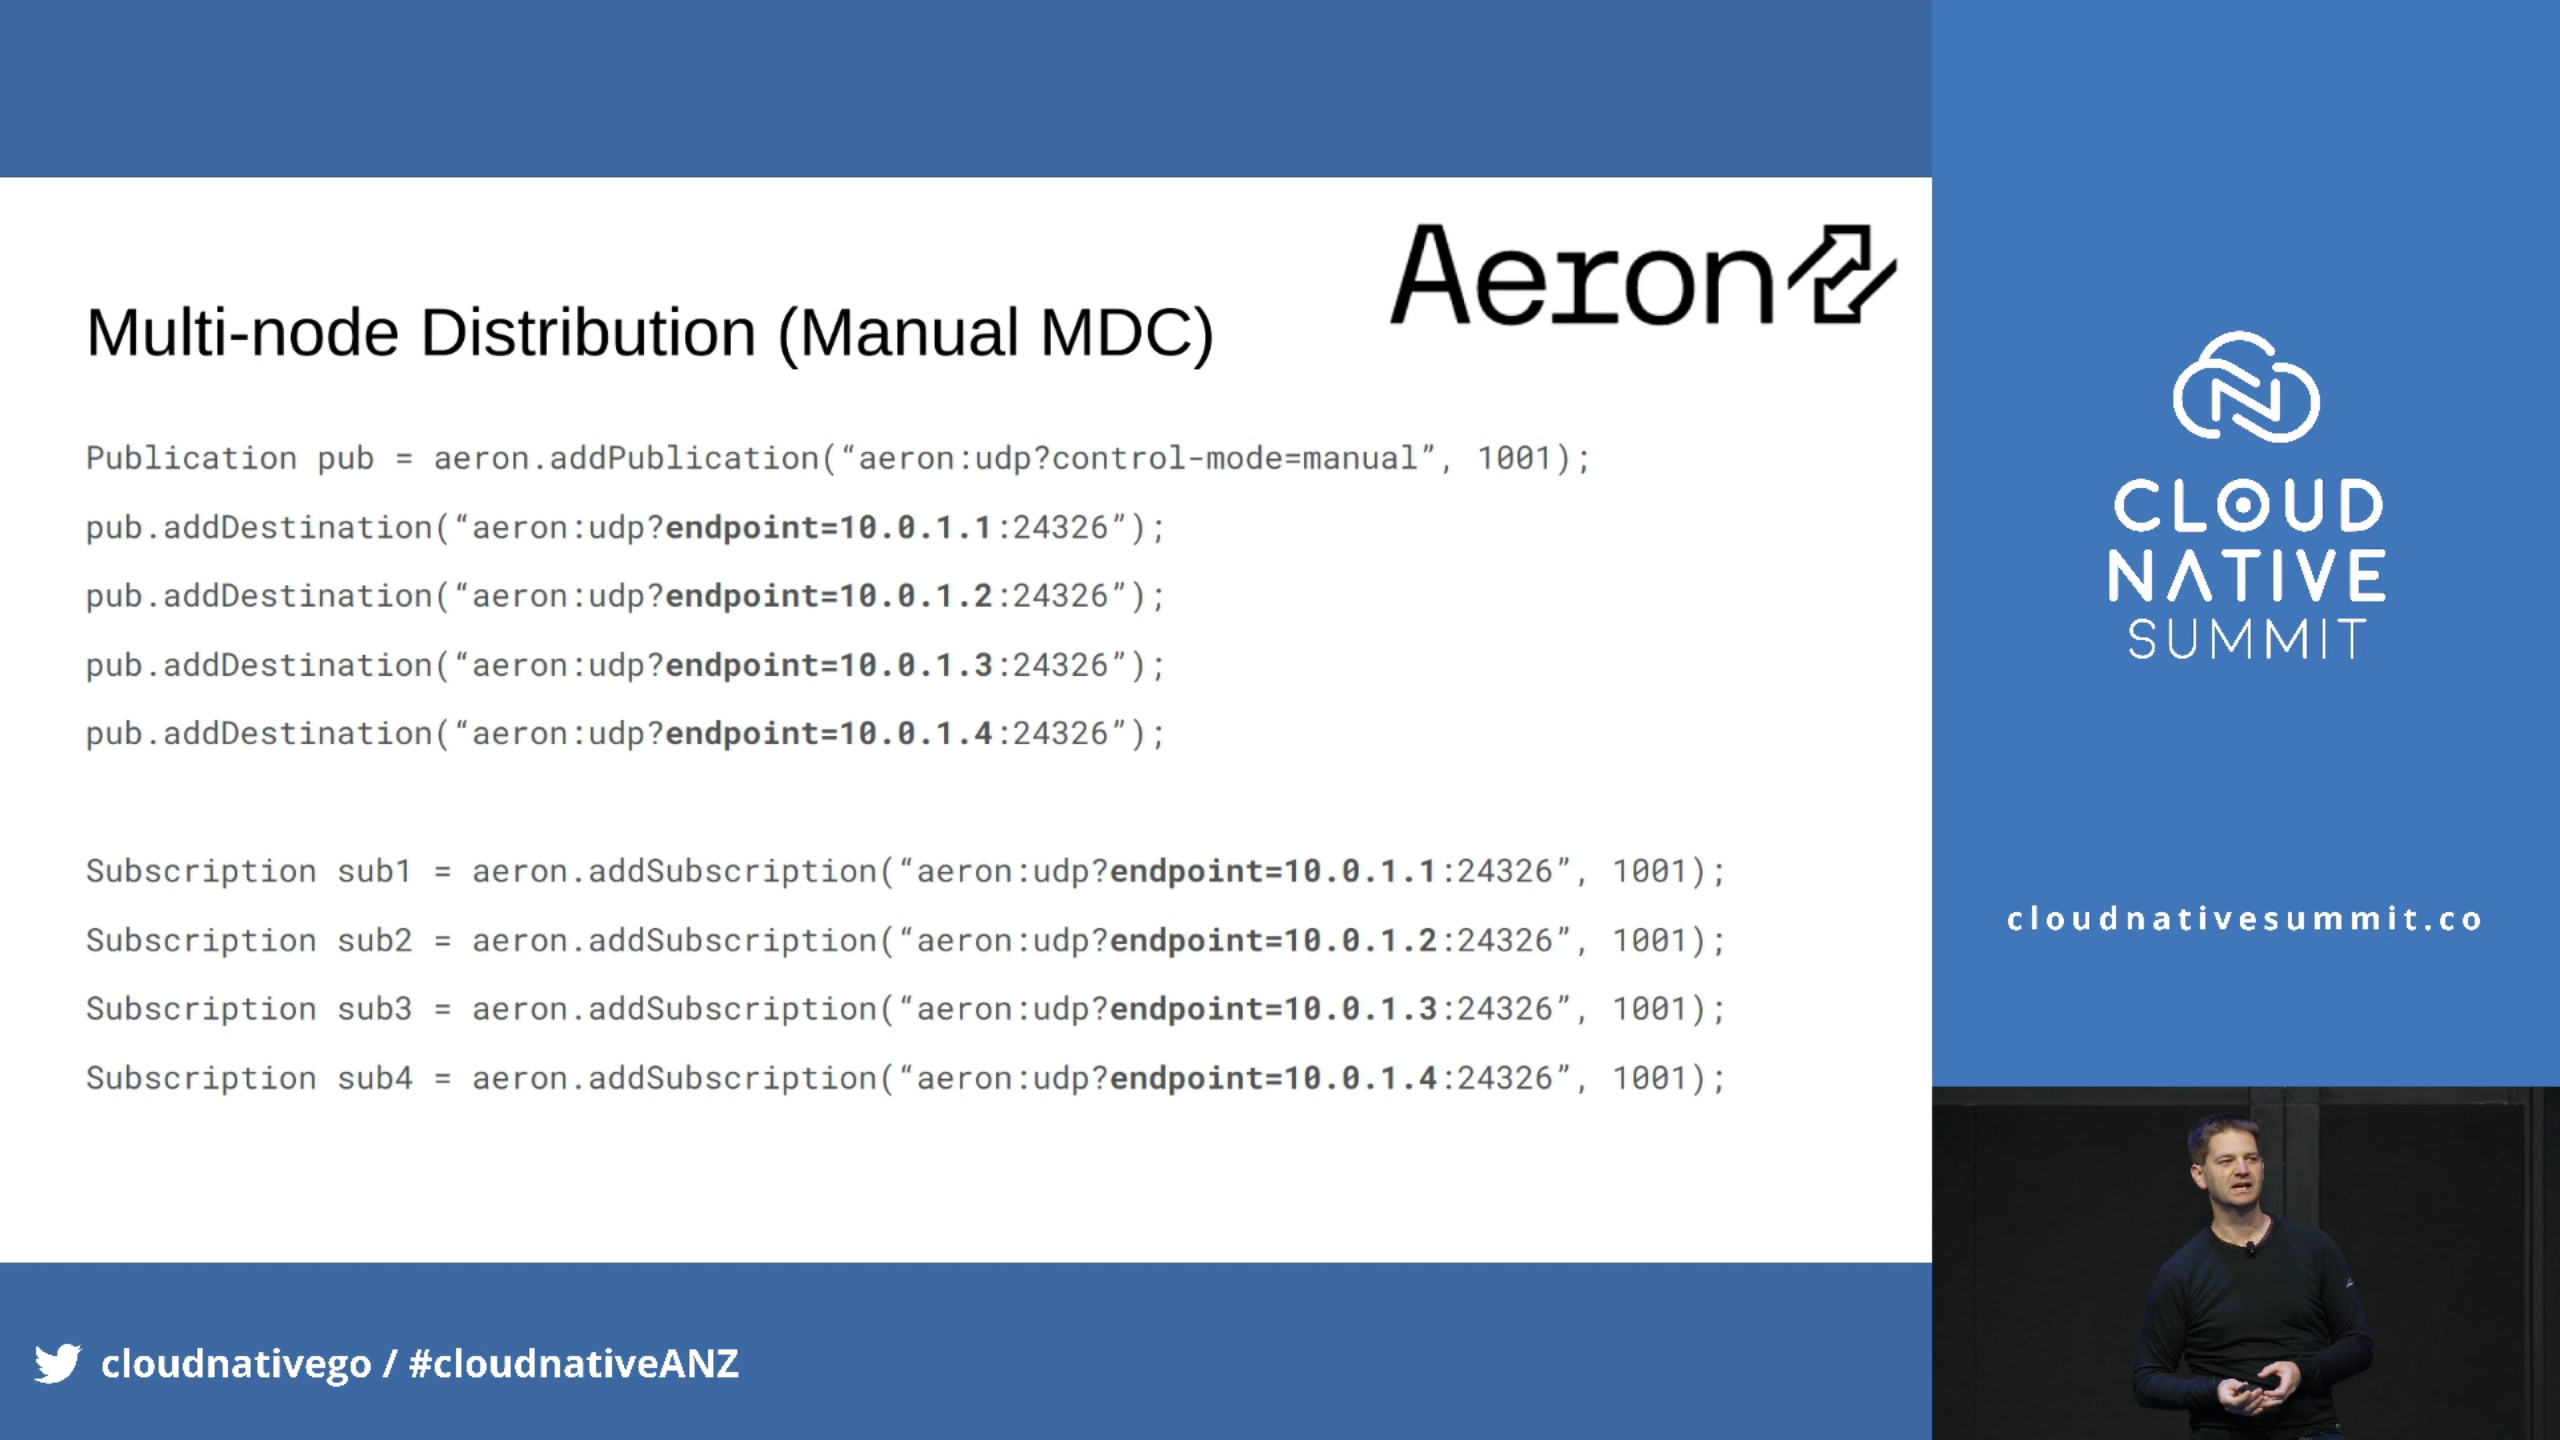 Aeron
Multi-node Distribution (Manual MDC)
Publication pub = aeron.addPublication(“aeron:udp?control-mode=manual”, 1001);
pub.addDestination(“aeron:udp?endpoint=10.0.1.1:24326”);
pub.addDestination(“aeron:udp?endpoint=10.0.1.2:24326”);
pub.addDestination(“aeron:udp?endpoint=10.0.1.3:24326”);
pub.addDestination(“aeron:udp?endpoint=10.0.1.4:24326”);
Subscription sub1 = aeron.addSubscription(“aeron:udp?endpoint=10.0.1.1:24326”, 1001);
Subscription sub2 = aeron.addSubscription(“aeron:udp?endpoint=10.0.1.2:24326”, 1001);
Subscription sub3 = aeron.addSubscription(“aeron:udp?endpoint=10.0.1.3:24326”, 1001);
Subscription sub4 = aeron.addSubscription(“aeron:udp?endpoint=10.0.1.4:24326”, 1001);
cloudnativego / #cloudnativeANZ
CLOUD
NATIVE
SUMMIT
cloudnativesummit.co